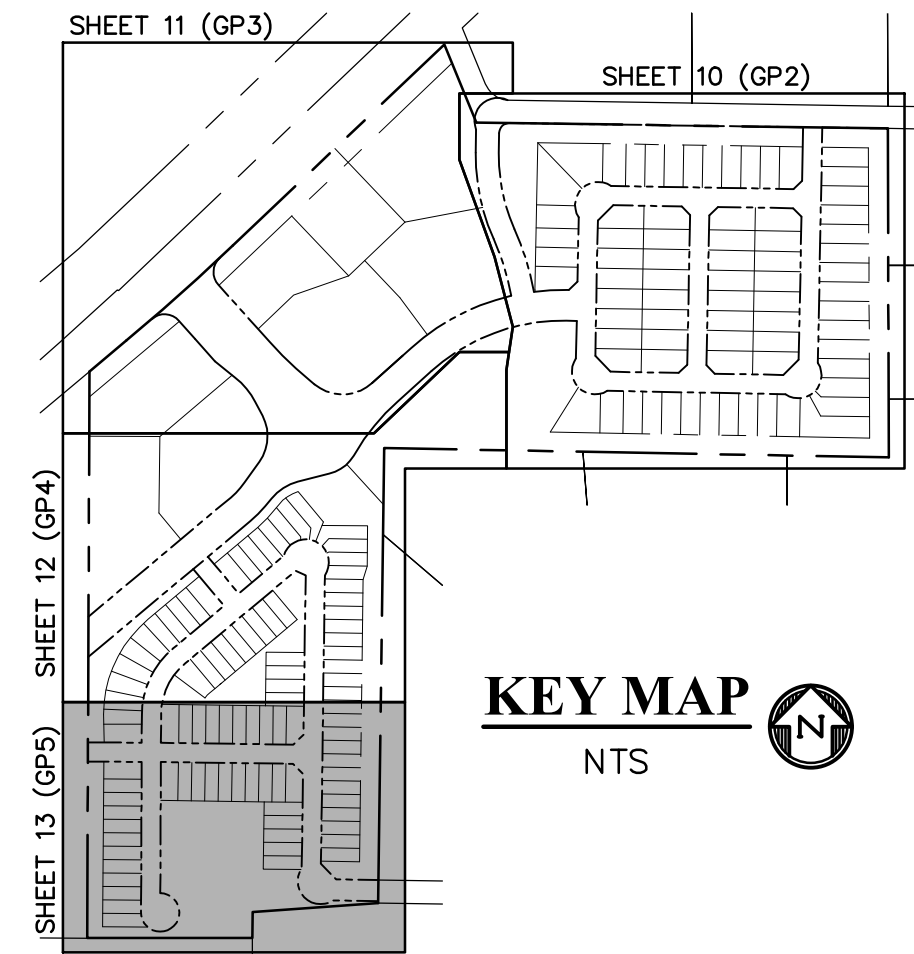 SHEET 11 (GP3)
SHEET 10 (GP2)
SHEET 12 (GP4)
KEY MAP
N
NTS
SHEET 13 (GP5)